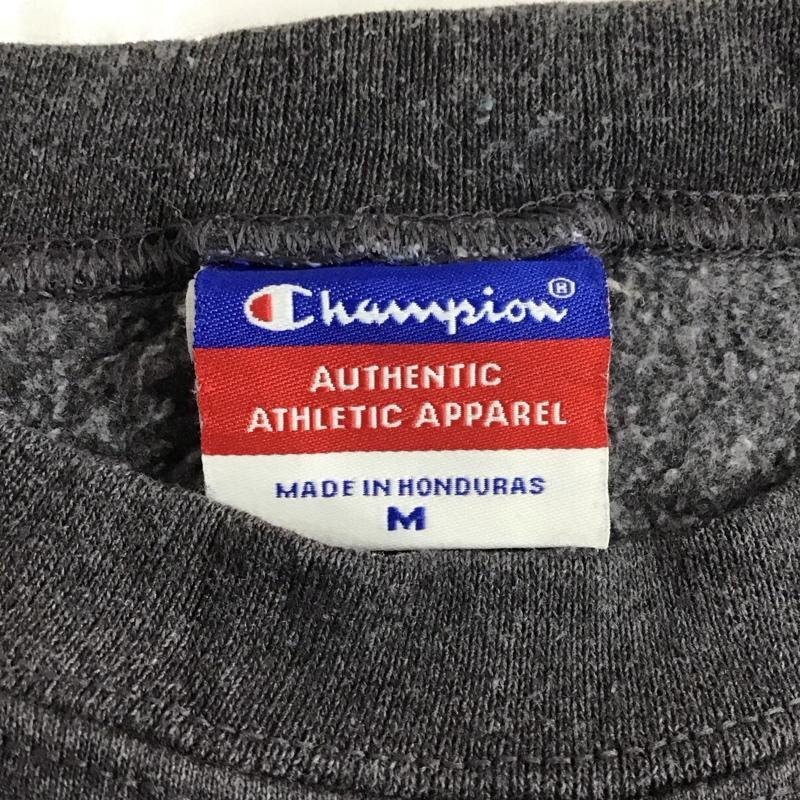 Champion®
AUTHENTIC
ATHLETIC APPAREL
MADE IN HONDURAS
M